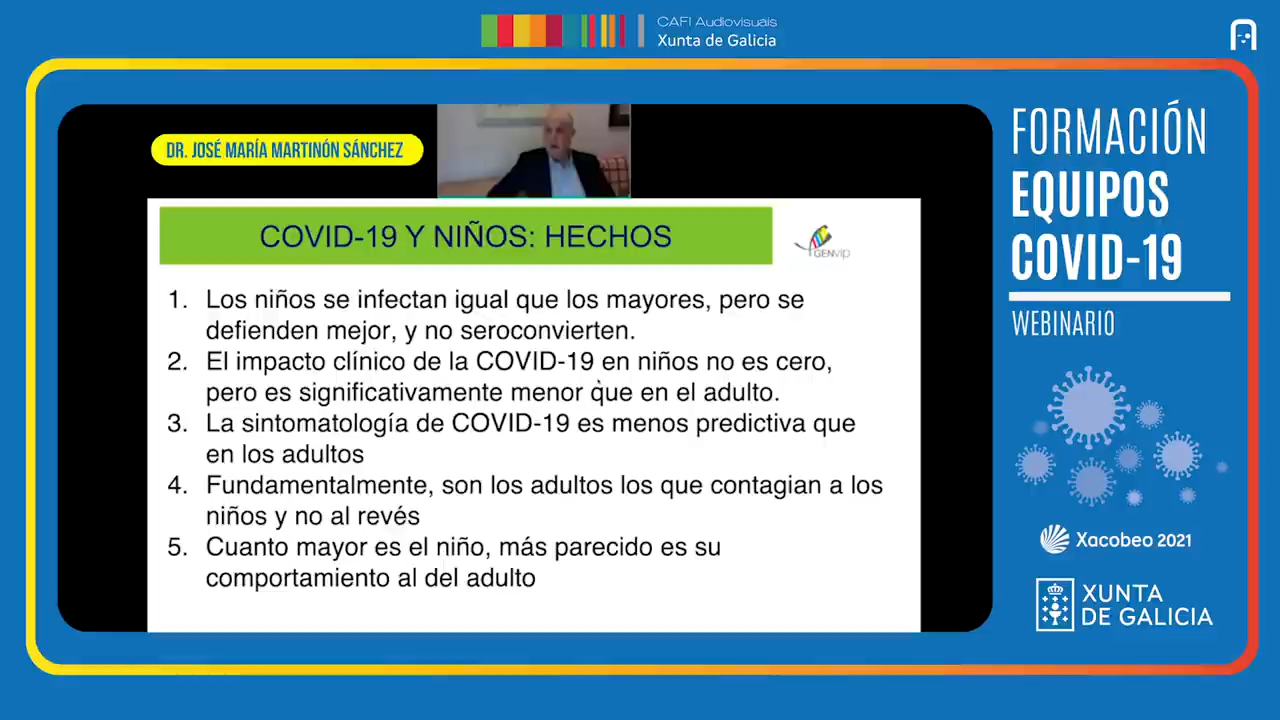 CAFI Audiovisuais
Xunta de Galicia
DR. JOSÉ MARÍA MARTINÓN SÁNCHEZ
COVID-19 Y NIÑOS: HECHOS
GENvip
1. Los niños se infectan igual que los mayores, pero se
defienden mejor, y no seroconvierten.
2. El impacto clínico de la COVID-19 en niños no es cero,
pero es significativamente menor que en el adulto.
3. La sintomatología de COVID-19 es menos predictiva que
en los adultos
4. Fundamentalmente, son los adultos los que contagian a los
niños y no al revés
5. Cuanto mayor es el niño, más parecido es su
comportamiento al del adulto
FORMACIÓN
EQUIPOS
COVID-19
WEBINARIO
Xacobeo 2021
XUNTA
DE GALICIA